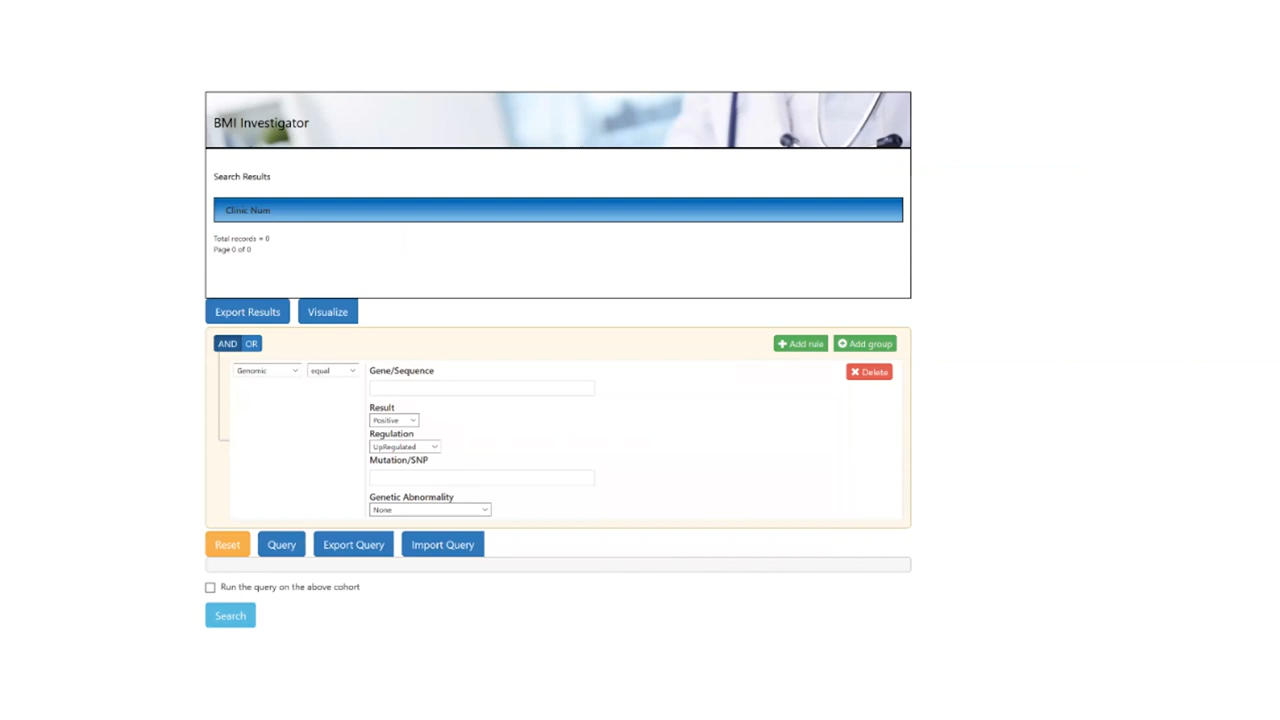 BMI Investigator
Search Results
Clinic Num
Total records = 0
Page 0 of 0
Export Results Visualize
AND OR Add rule Add group
Genomic equal Gene/Sequence Delete
Result
Positive
Regulation
UpRegulated
Mutation/SNP
Genetic Abnormality
None
Reset Query Export Query Import Query
Run the query on the above cohort
Search